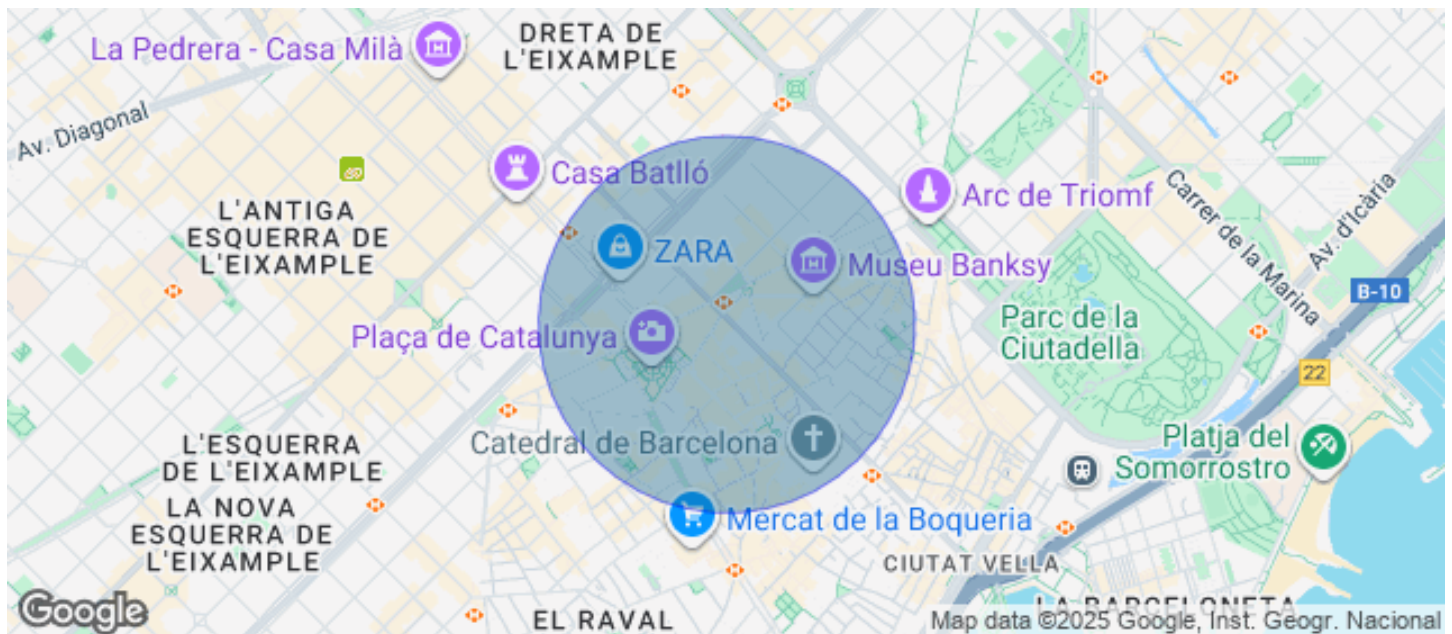 DRETA DE
L'EIXAMPLE
La Pedrera - Casa Milà
Av. Diagonal
Casa Batlló
Arc de Triomf
Carrer de la Marina
Av. d'Icària
L'ANTIGA
ESQUERRA DE
L'EIXAMPLE
ZARA
Museu Banksy
B-10
Plaça de Catalunya
Parc de la
Ciutadella
22
L'ESQUERRA
DE L'EIXAMPLE
Catedral de Barcelona
Platja del
Somorrostro
LA NOVA
ESQUERRA DE
L'EIXAMPLE
Mercat de la Boqueria
CIUTAT VELLA
LA BARCELONETA
EL RAVAL
Google
Map data ©2025 Google, Inst. Geogr. Nacional